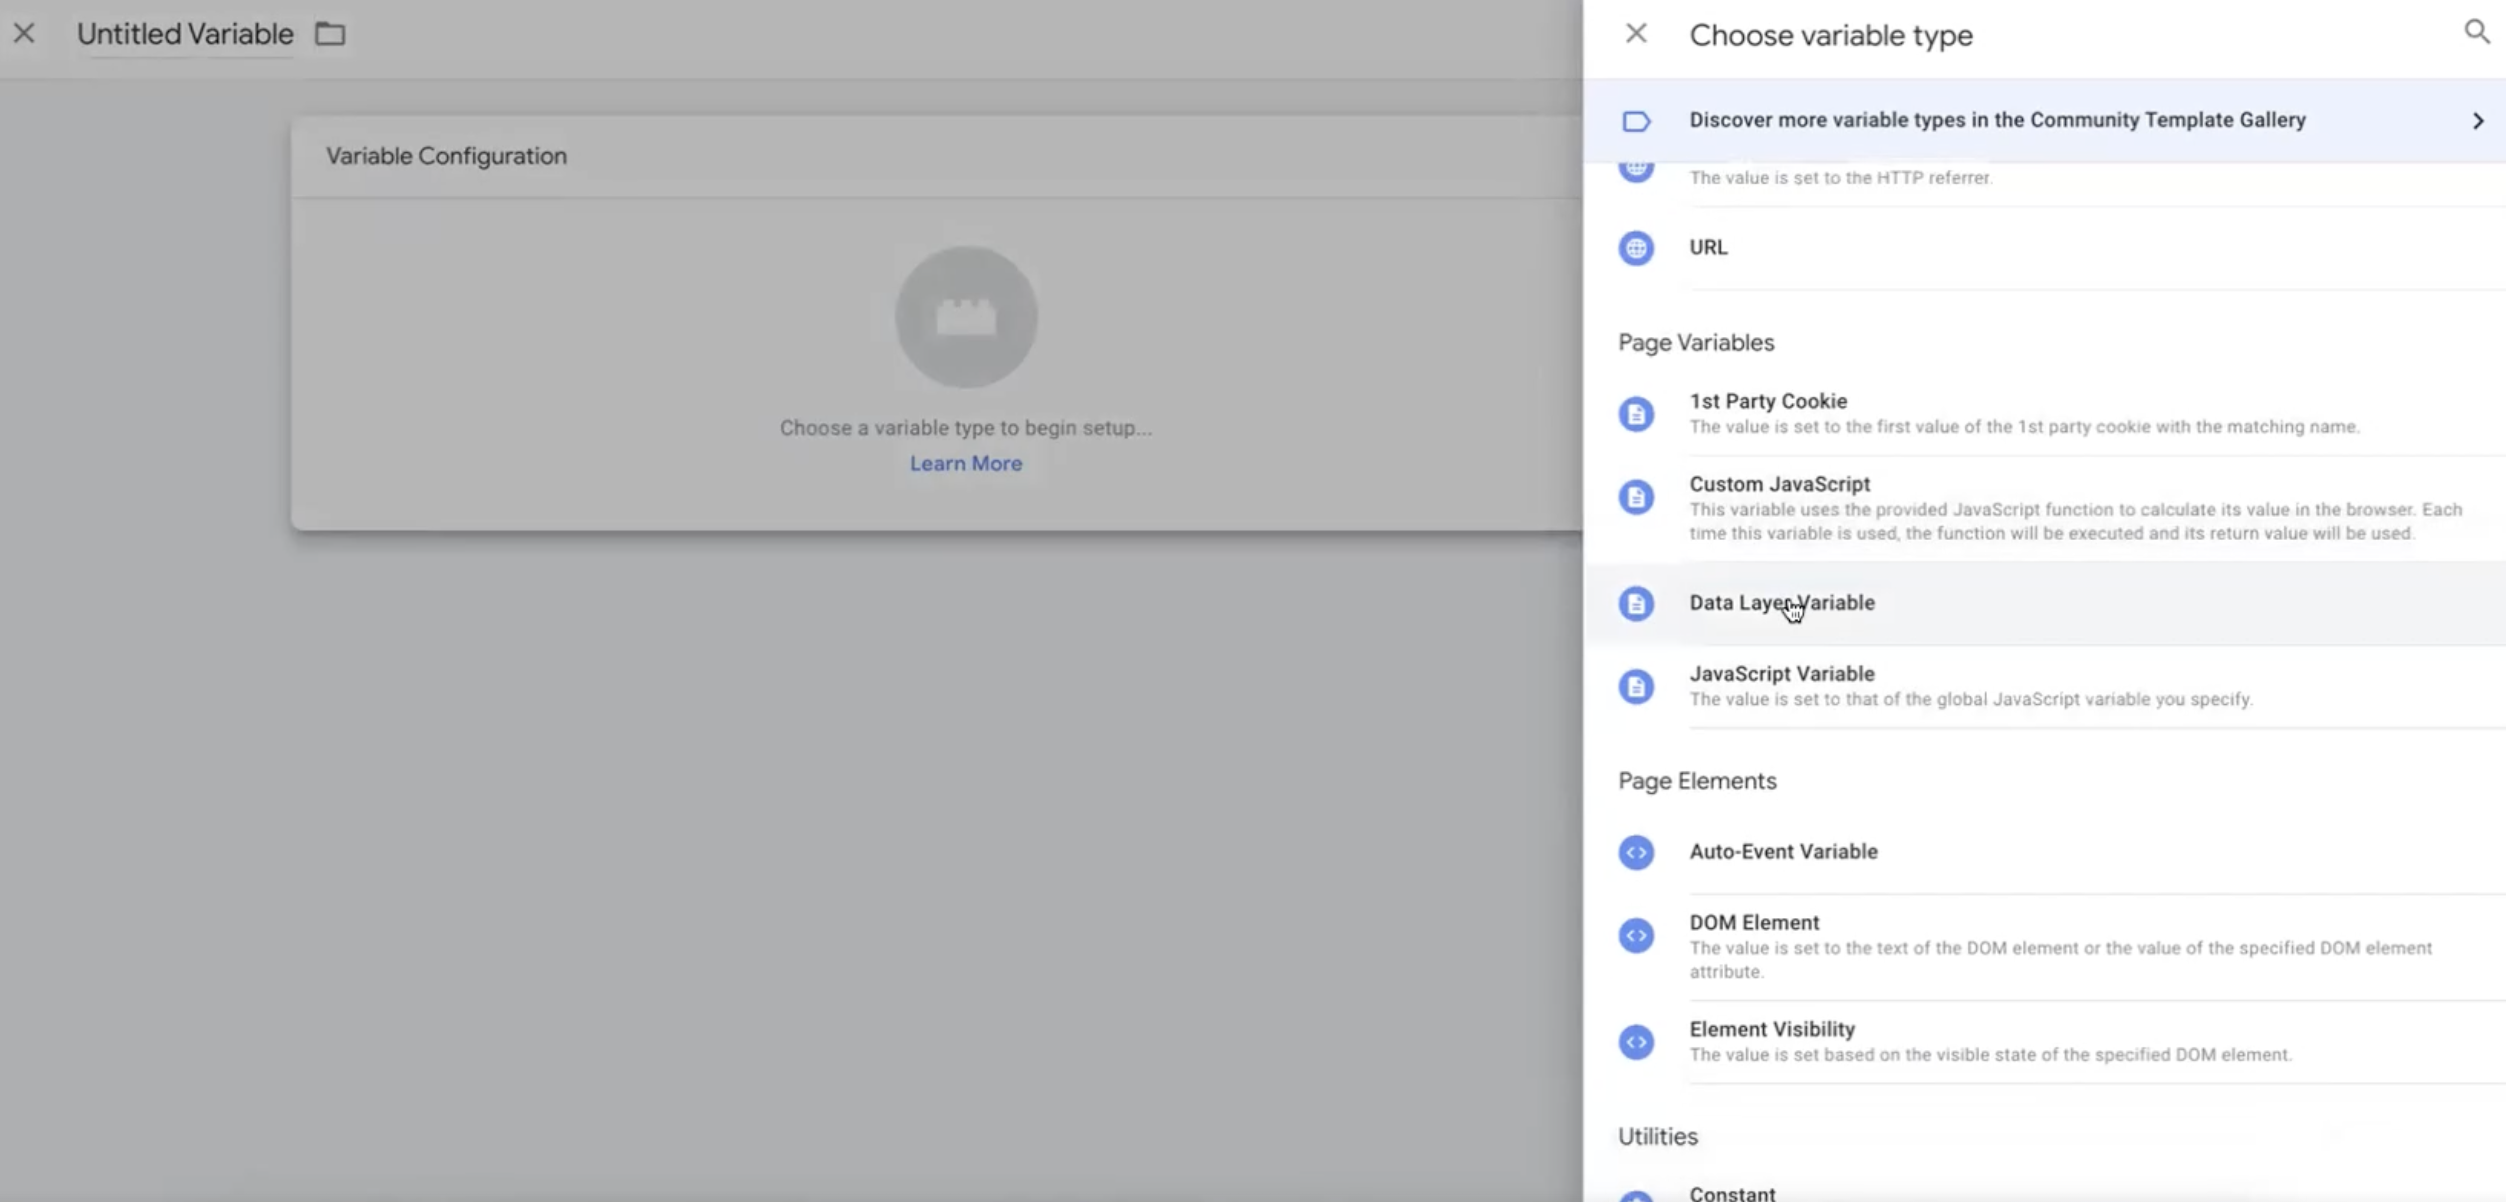 Untitled Variable
Variable Configuration
Choose a variable type to begin setup...
Learn More
Choose variable type
Discover more variable types in the Community Template Gallery
The value is set to the HTTP referrer.
URL
Page Variables
1st Party Cookie
The value is set to the first value of the 1st party cookie with the matching name.
Custom JavaScript
This variable uses the provided JavaScript function to calculate its value in the browser. Each
time this variable is used, the function will be executed and its return value will be used.
Data Layer Variable
JavaScript Variable
The value is set to that of the global JavaScript variable you specify.
Page Elements
Auto-Event Variable
DOM Element
The value is set to the text of the DOM element or the value of the specified DOM element
attribute.
Element Visibility
The value is set based on the visible state of the specified DOM element.
Utilities
Constant